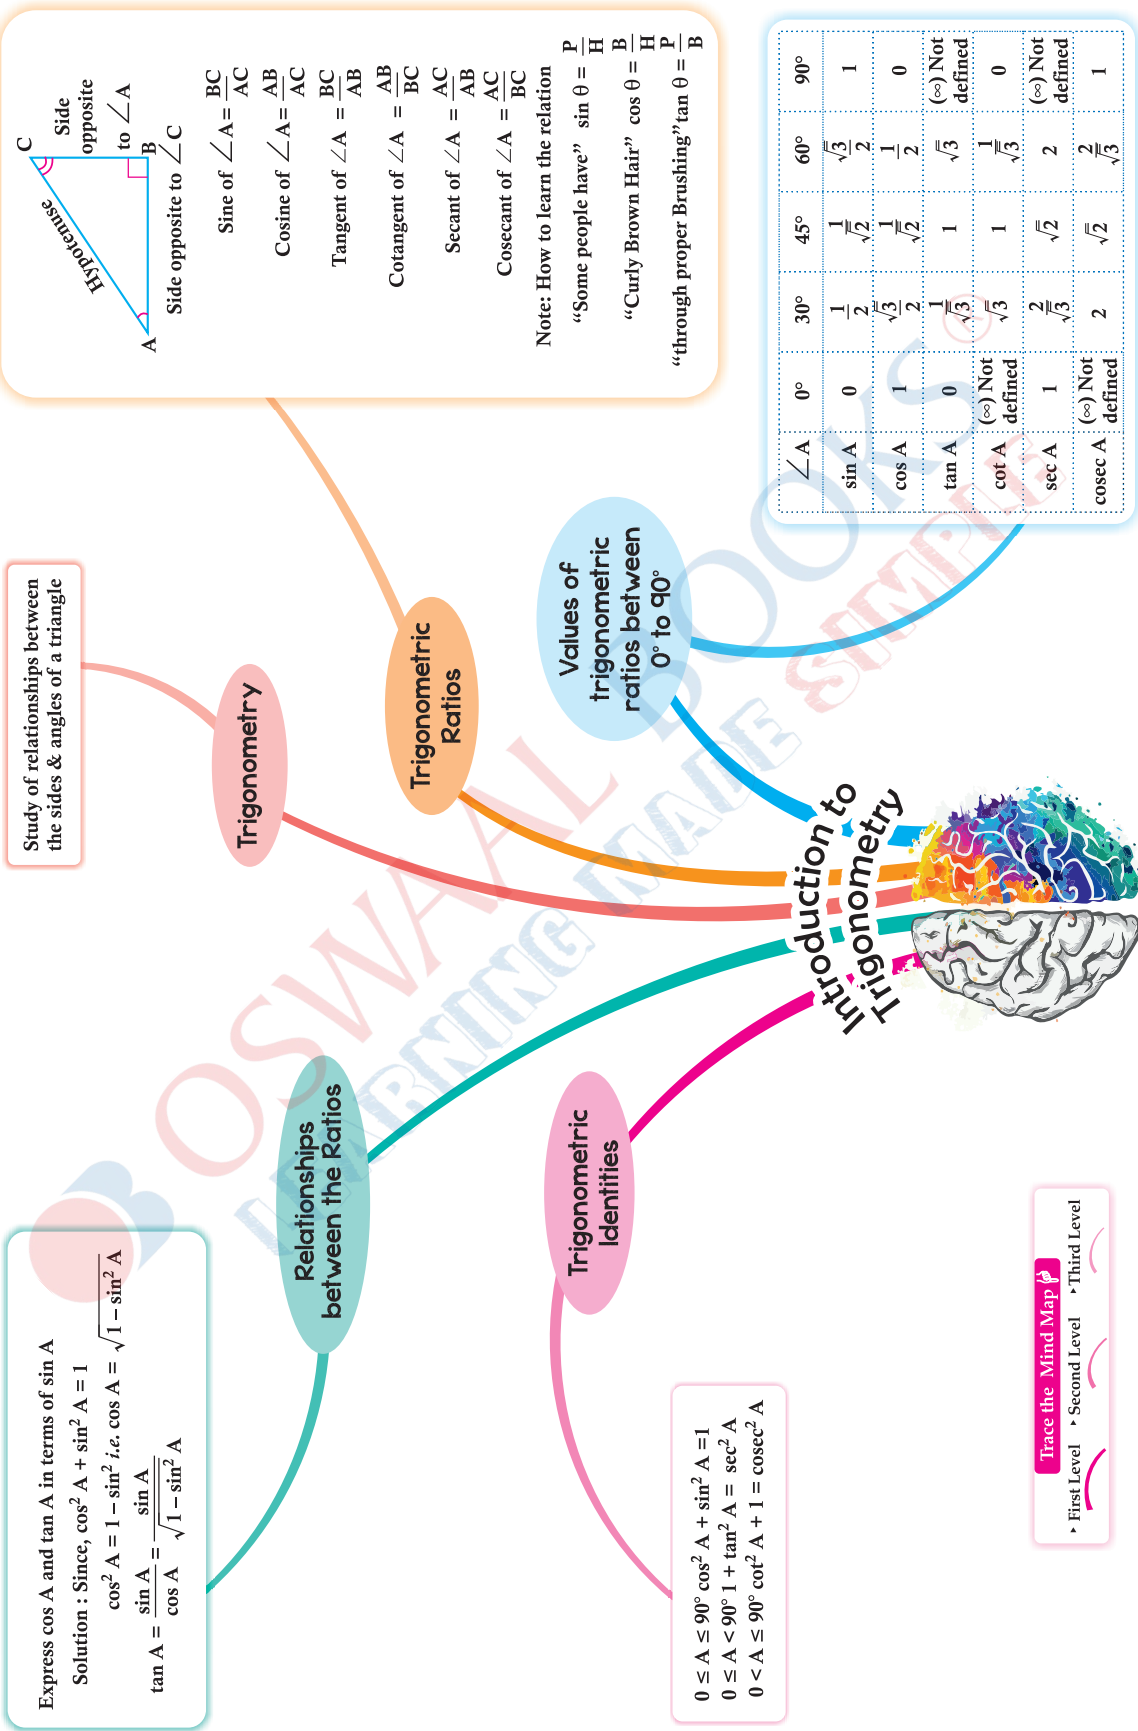 Introduction to
Trigonometry
Trigonometry
Study of relationships between
the sides & angles of a triangle
Trigonometric
Ratios
C
Hypotenuse
Side
opposite
to ∠A
A
B
Side opposite to ∠C
Sine of ∠A = BC/AC
Cosine of ∠A = AB/AC
Tangent of ∠A = BC/AB
Cotangent of ∠A = AB/BC
Secant of ∠A = AC/AB
Cosecant of ∠A = AC/BC
Note: How to learn the relation
“Some people have” sin θ = P/H
“Curly Brown Hair” cos θ = B/H
“through proper Brushing” tan θ = P/B
Values of
trigonometric
ratios between
0° to 90°
∠A 0° 30° 45° 60° 90°
sin A 0 1/2 1/√2 √3/2 1
cos A 1 √3/2 1/√2 1/2 0
tan A 0 1/√3 1 √3 (∞) Not defined
cot A (∞) Not defined √3 1 1/√3 0
sec A 1 2/√3 √2 2 (∞) Not defined
cosec A (∞) Not defined 2 √2 2/√3 1
Relationships
between the Ratios
Express cos A and tan A in terms of sin A
Solution : Since, cos² A + sin² A = 1
cos² A = 1 – sin² i.e. cos A = √(1 – sin² A)
tan A = sin A/cos A = sin A/√(1 – sin² A)
Trigonometric
Identities
0 ≤ A ≤ 90° cos² A + sin² A =1
0 ≤ A < 90° 1 + tan² A = sec² A
0 < A ≤ 90° cot² A + 1 = cosec² A
Trace the Mind Map
▸ First Level ▸ Second Level ▸ Third Level
OSWAAL BOOKS®
LEARNING MADE SIMPLE